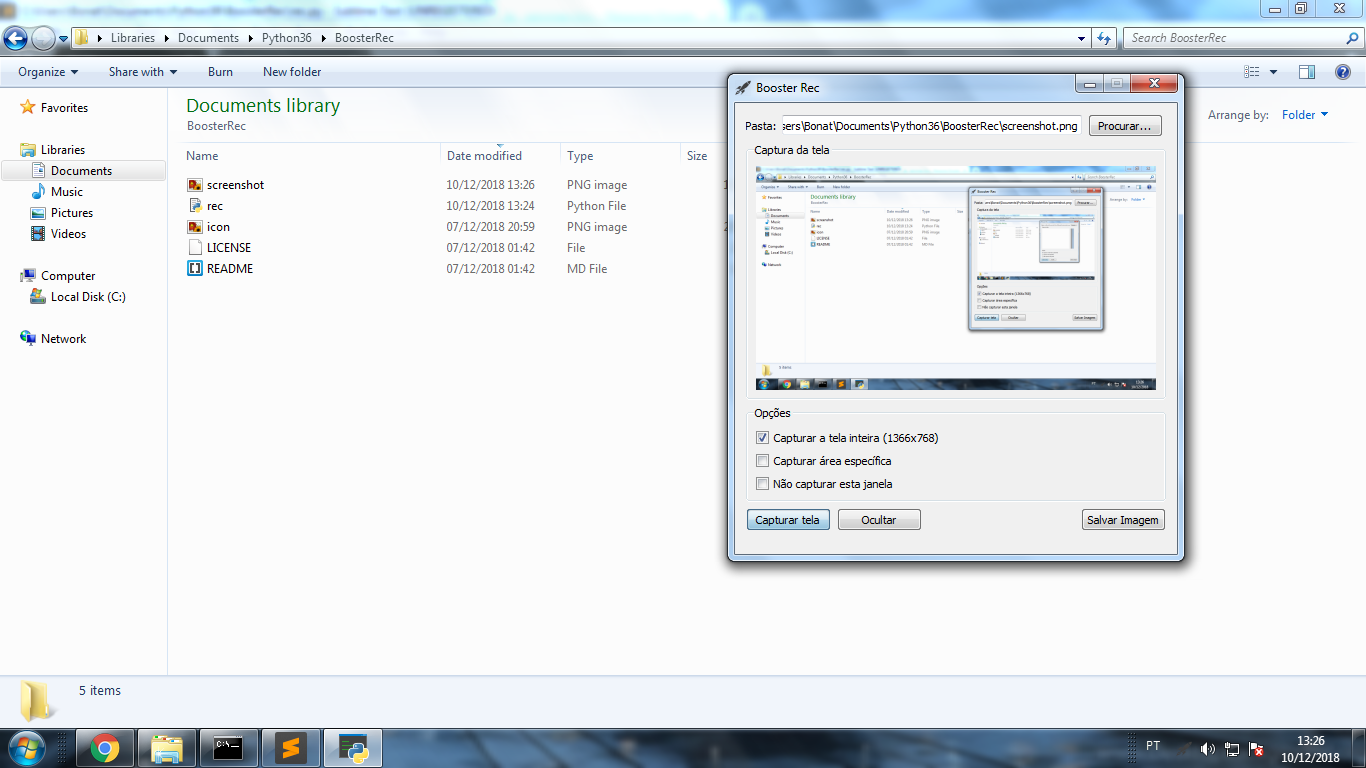 Libraries Documents Python36 BoosterRec
Search BoosterRec
Organize Share with Burn New folder
Favorites
Libraries
Documents
Music
Pictures
Videos
Computer
Local Disk (C:)
Network
Documents library
BoosterRec
Arrange by: Folder
Name Date modified Type Size
screenshot 10/12/2018 13:26 PNG image
rec 10/12/2018 13:24 Python File
icon 07/12/2018 20:59 PNG image
LICENSE 07/12/2018 01:42 File
README 07/12/2018 01:42 MD File
Booster Rec
Pasta: sers\Bonat\Documents\Python36\BoosterRec\screenshot.png Procurar...
Captura da tela
Opções
Capturar a tela inteira (1366x768)
Capturar área específica
Não capturar esta janela
Capturar tela Ocultar Salvar Imagem
5 items
C:\
PT
13:26
10/12/2018